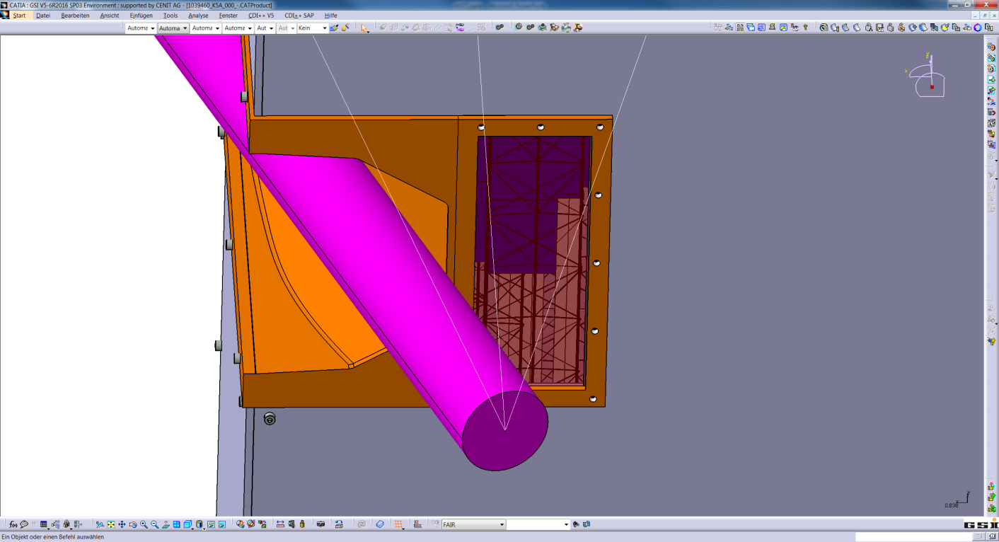 CATIA : GSI V5-6R2016 SP03 Environment : supported by CENIT AG - [1039460_K5A_000_-.CATProduct]
Start Datei Bearbeiten Ansicht Einfügen Tools Analyse Fenster CDI++ V5 CDI±+ SAP Hilfe
Automa Automa Automa Automa Aut Aut Kein
y
z
x
y
x
0,838
f(x) FAIR
GSI
Ein Objekt oder einen Befehl auswählen